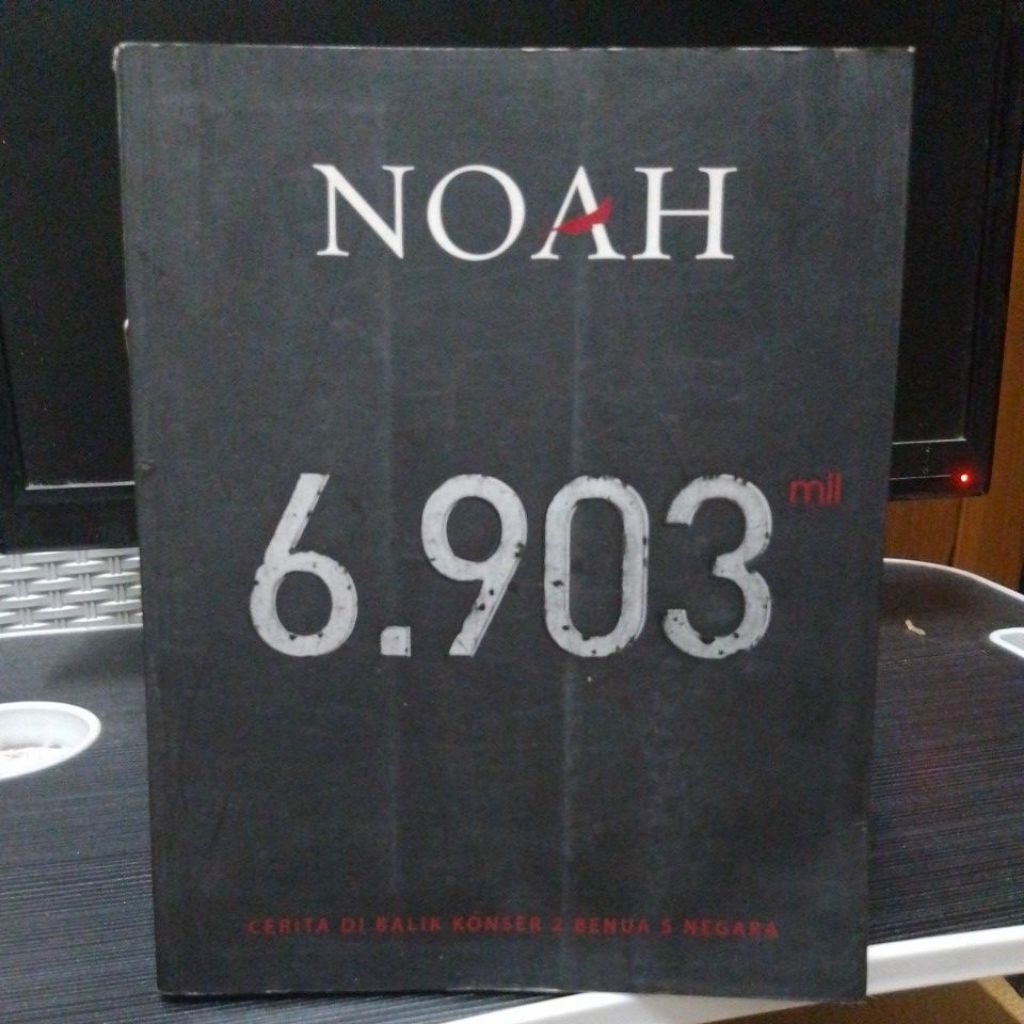 NOAH
6.903 mil
CERITA DI BALIK KONSER 2 BENUA 5 NEGARA